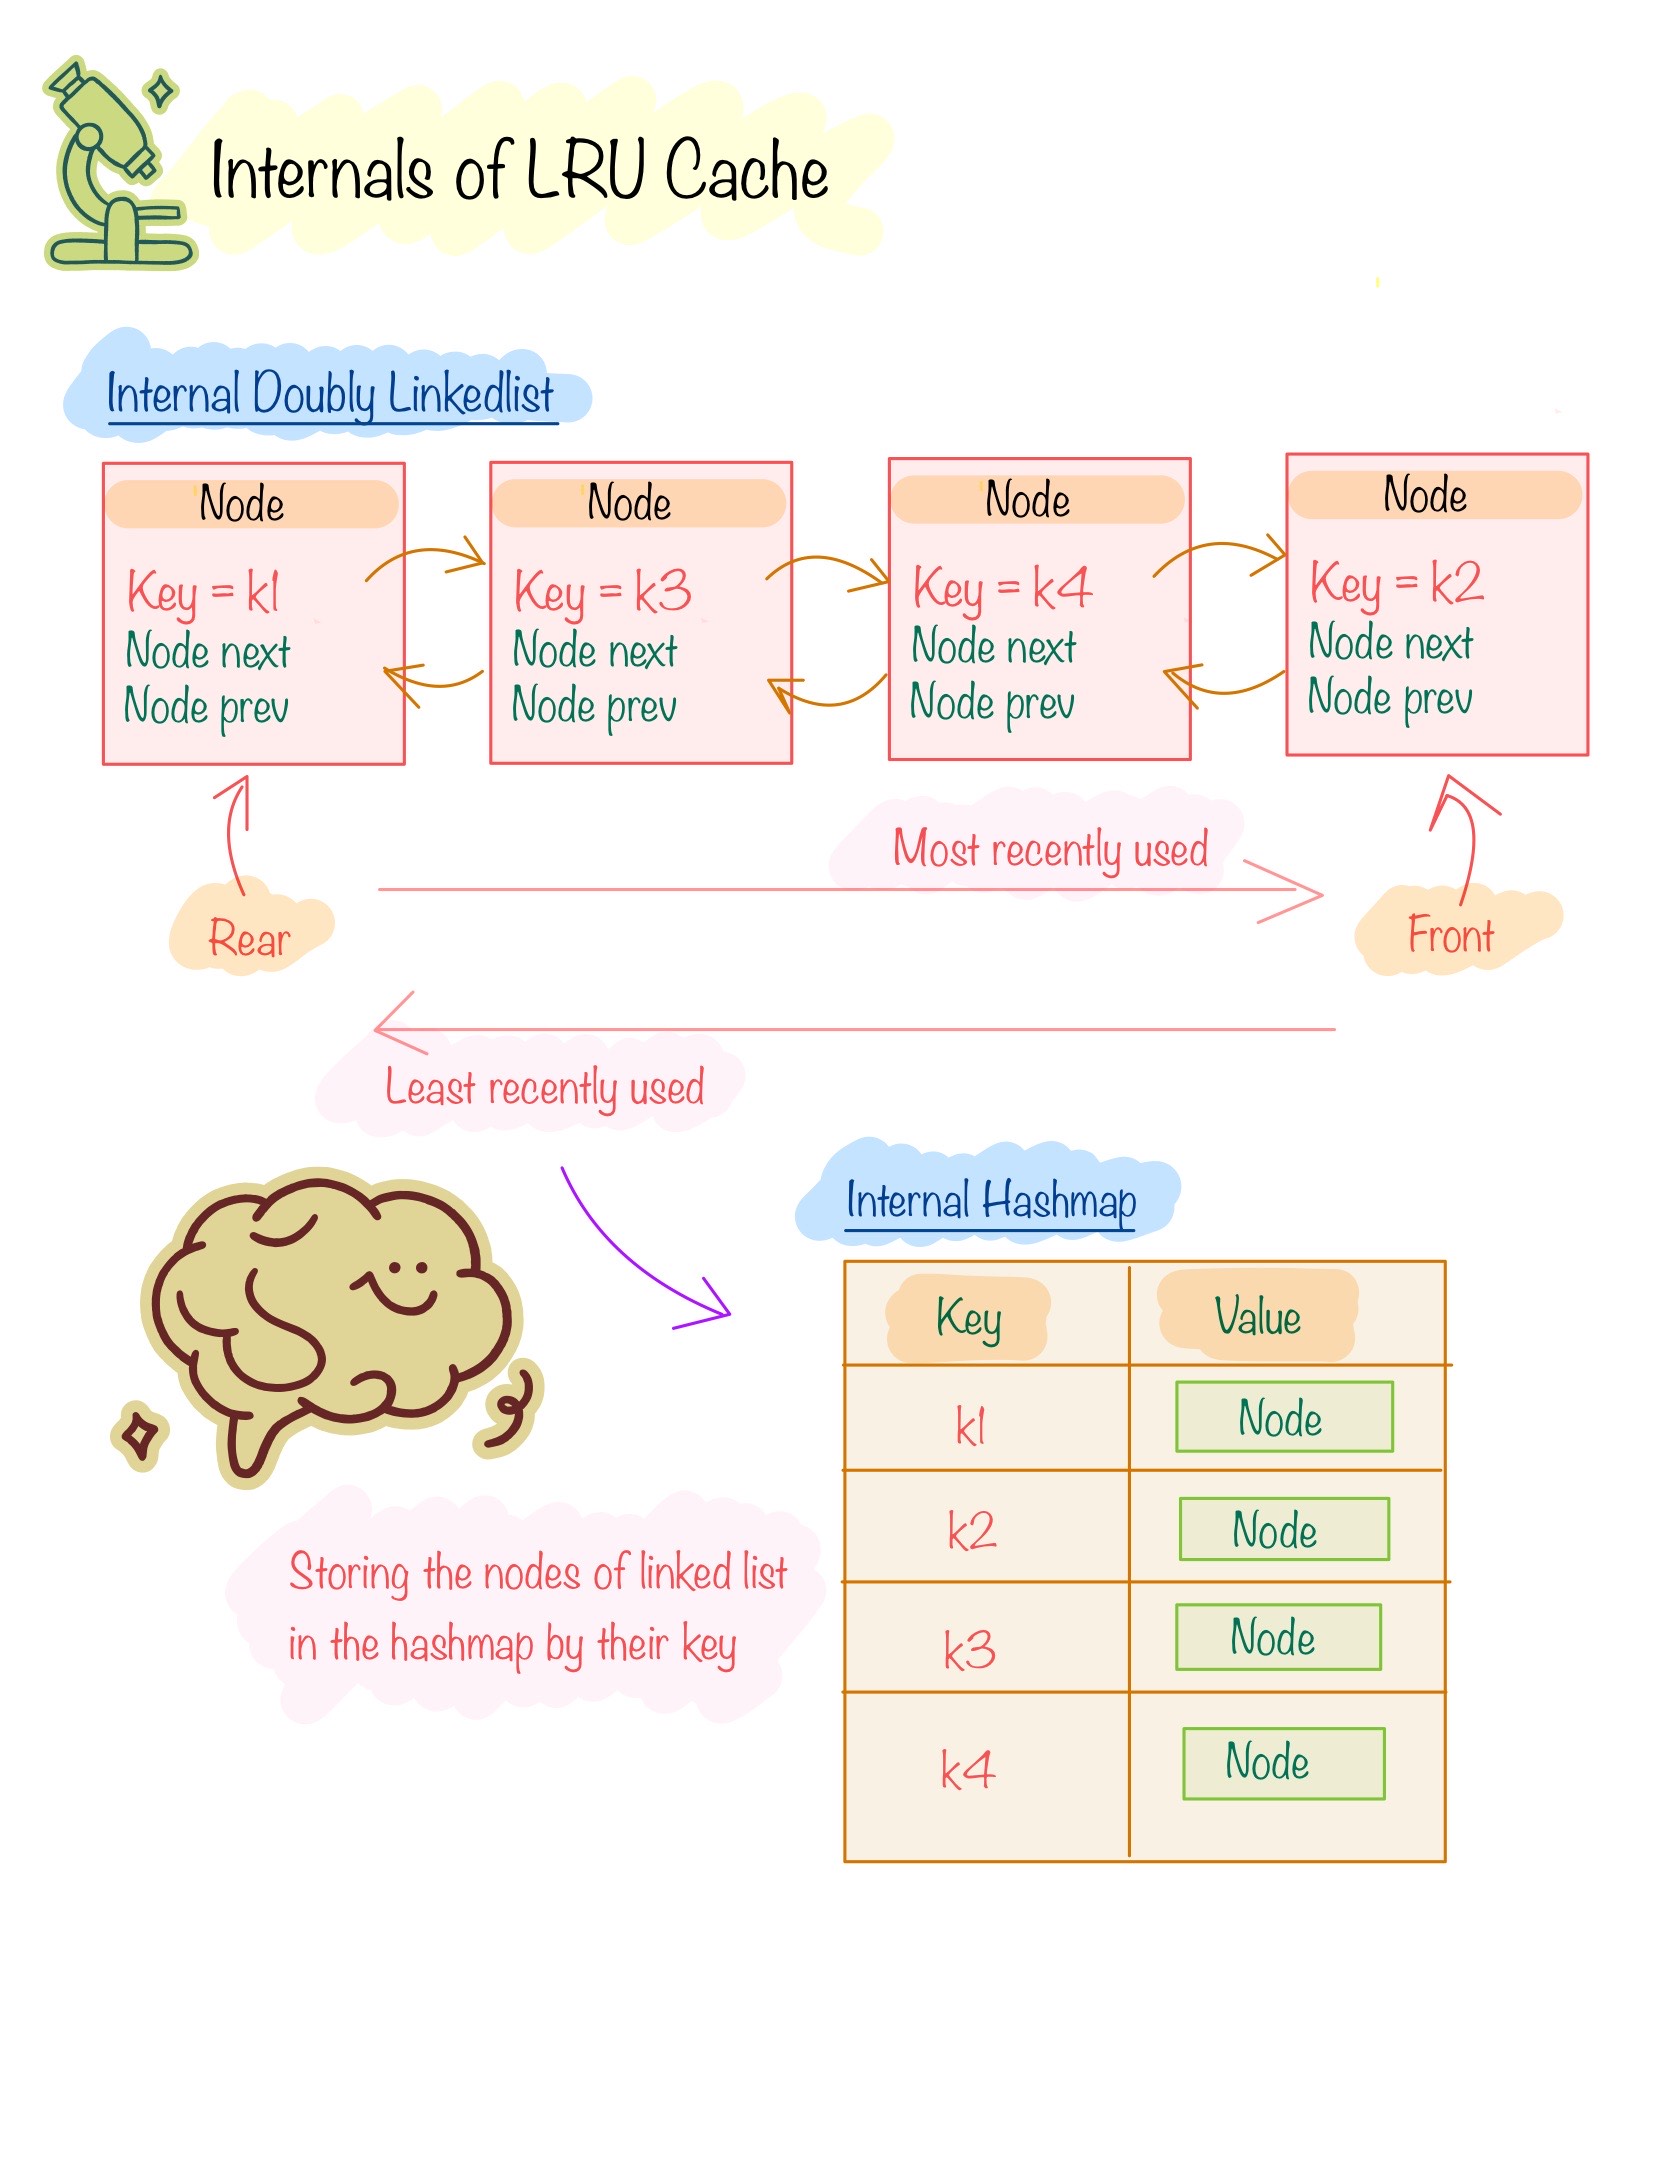 Internals of LRU Cache
Internal Doubly Linkedlist
Node
Key = k1
Node next
Node prev
Node
Key = k3
Node next
Node prev
Node
Key = k4
Node next
Node prev
Node
Key = k2
Node next
Node prev
Most recently used
Rear
Front
Least recently used
Internal Hashmap
Key Value
k1 Node
k2 Node
k3 Node
k4 Node
Storing the nodes of linked list
in the hashmap by their key